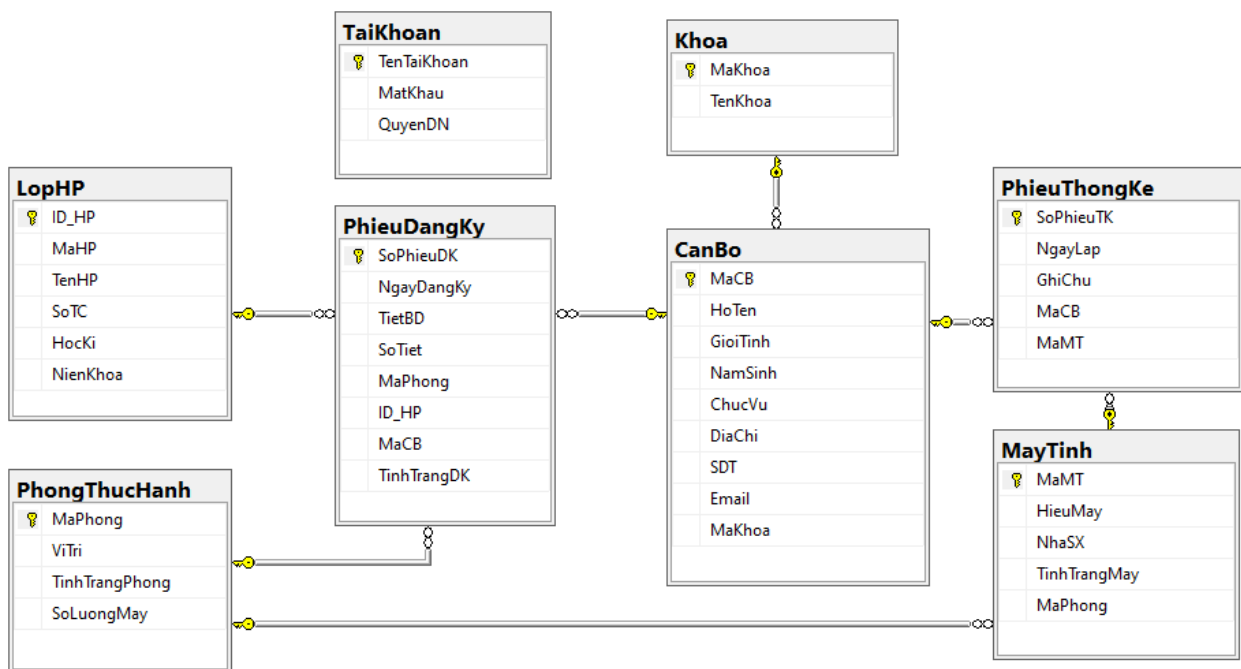 TaiKhoan
TenTaiKhoan
MatKhau
QuyenDN
Khoa
MaKhoa
TenKhoa
LopHP
ID_HP
MaHP
TenHP
SoTC
HocKi
NienKhoa
PhieuDangKy
SoPhieuDK
NgayDangKy
TietBD
SoTiet
MaPhong
ID_HP
MaCB
TinhTrangDK
CanBo
MaCB
HoTen
GioiTinh
NamSinh
ChucVu
DiaChi
SDT
Email
MaKhoa
PhieuThongKe
SoPhieuTK
NgayLap
GhiChu
MaCB
MaMT
PhongThucHanh
MaPhong
ViTri
TinhTrangPhong
SoLuongMay
MayTinh
MaMT
HieuMay
NhaSX
TinhTrangMay
MaPhong